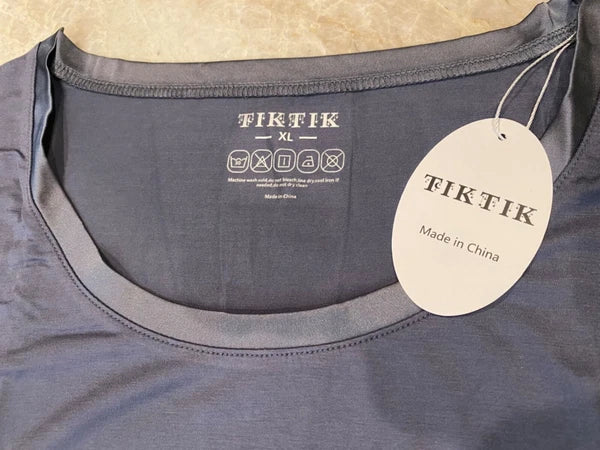 TIKTIK
XL
Machine wash cold,do not bleach,line dry,cool iron if
needed,do not dry clean
Made in China
TIKTIK
Made in China